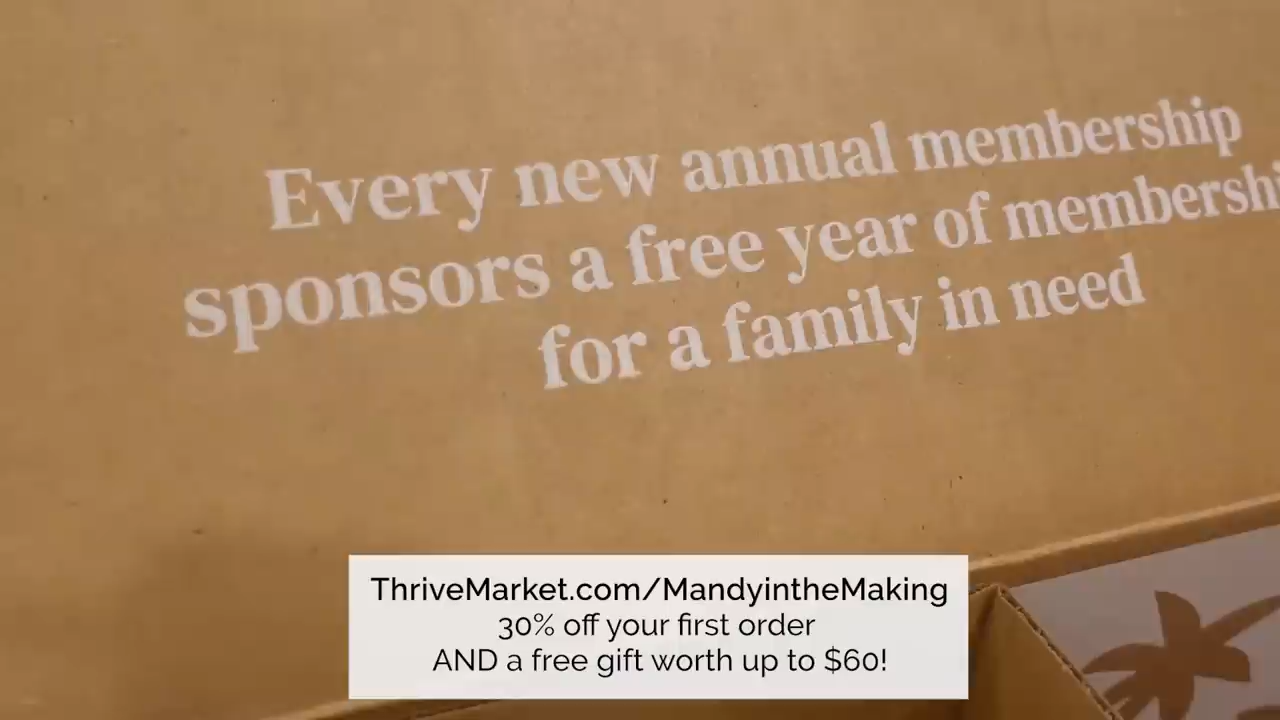 Every new annual membership
sponsors a free year of membershi
for a family in need
ThriveMarket.com/MandyintheMaking
30% off your first order
AND a free gift worth up to $60!